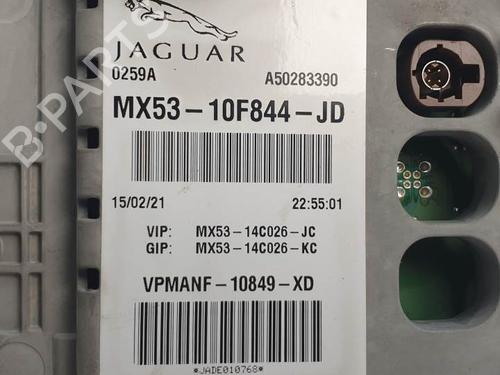 JAGUAR
0259A A50283390
MX53-10F844-JD
15/02/21 22:55:01
VIP: MX53-14C026-JC
GIP: MX53-14C026-KC
VPMANF-10849-XD
*JADE010768*
B-PARTS